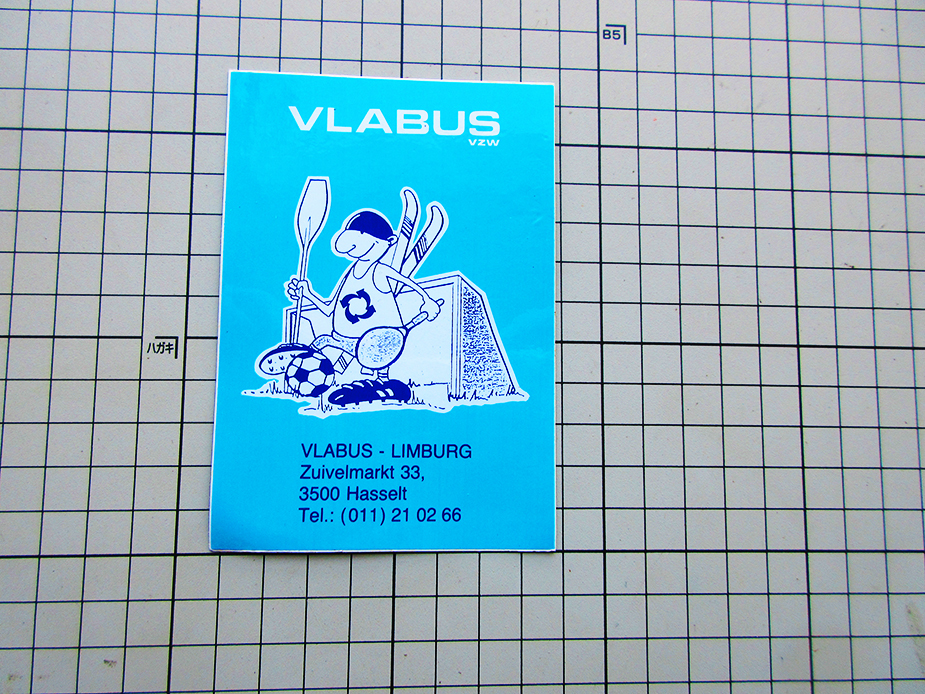 B5
VLABUS
VZW
ハガキ
VLABUS - LIMBURG
Zuivelmarkt 33,
3500 Hasselt
Tel.: (011) 21 02 66